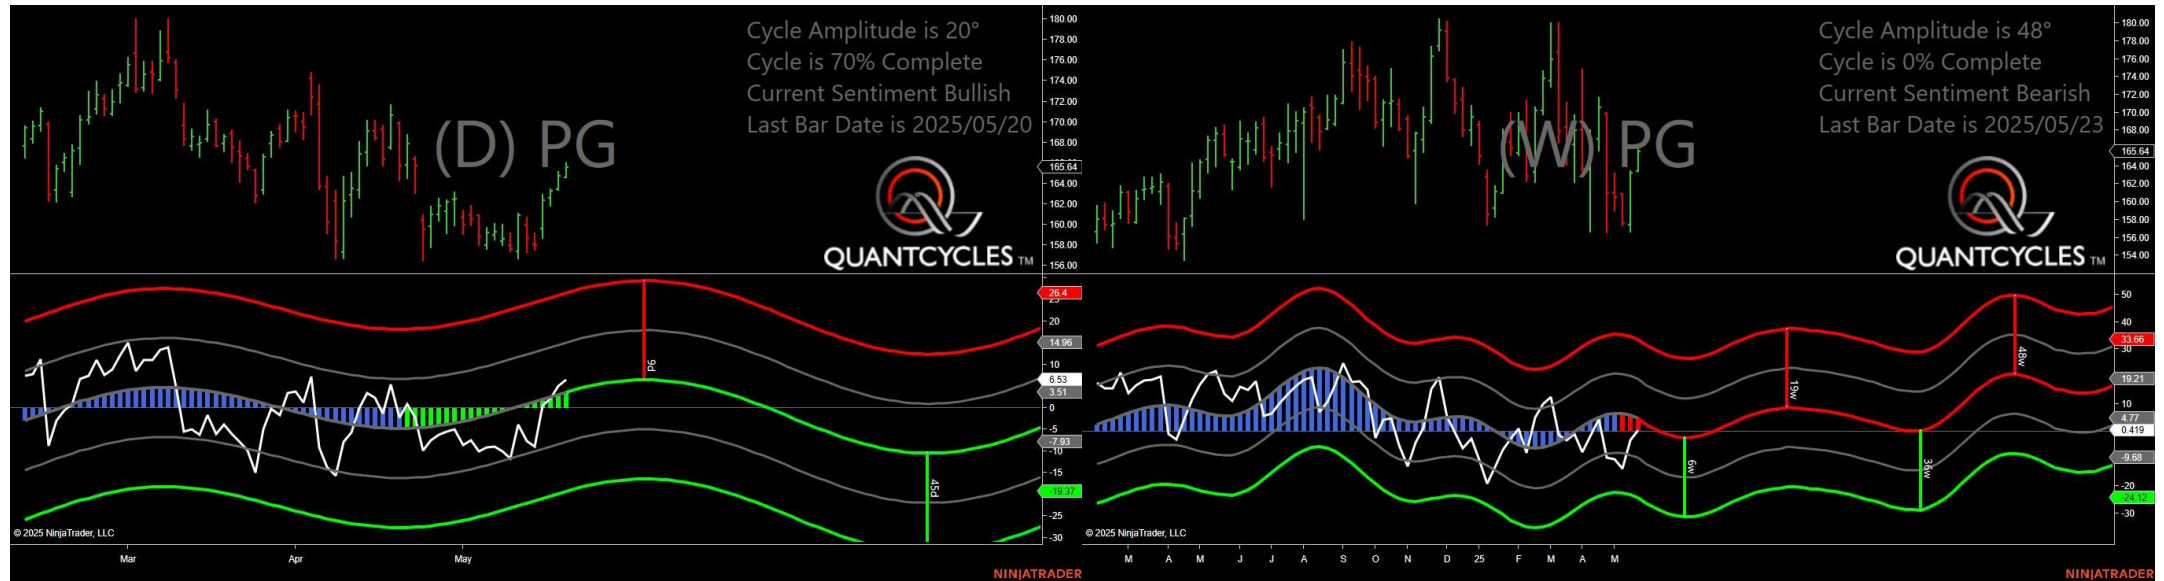 Cycle Amplitude is 20°
Cycle is 70% Complete
Current Sentiment Bullish
Last Bar Date is 2025/05/20
(D) PG
QUANTCYCLES TM
180.00
178.00
176.00
174.00
172.00
170.00
168.00
165.64
164.00
162.00
160.00
158.00
156.00
26.4
20
14.96
10
6.53
3.51
0
-5
-7.93
-10
-15
-19.37
-25
-30
9d
45d
© 2025 NinjaTrader, LLC
Mar
Apr
May
NINJATRADER
Cycle Amplitude is 48°
Cycle is 0% Complete
Current Sentiment Bearish
Last Bar Date is 2025/05/23
(W) PG
QUANTCYCLES TM
180.00
178.00
176.00
174.00
172.00
170.00
168.00
165.64
164.00
162.00
160.00
158.00
156.00
154.00
50
40
33.66
30
19.21
10
4.77
0.419
-9.68
-20
-24.12
-30
6w
19w
36w
48w
© 2025 NinjaTrader, LLC
M A M J J A S O N D 25 F M A M
NINJATRADER